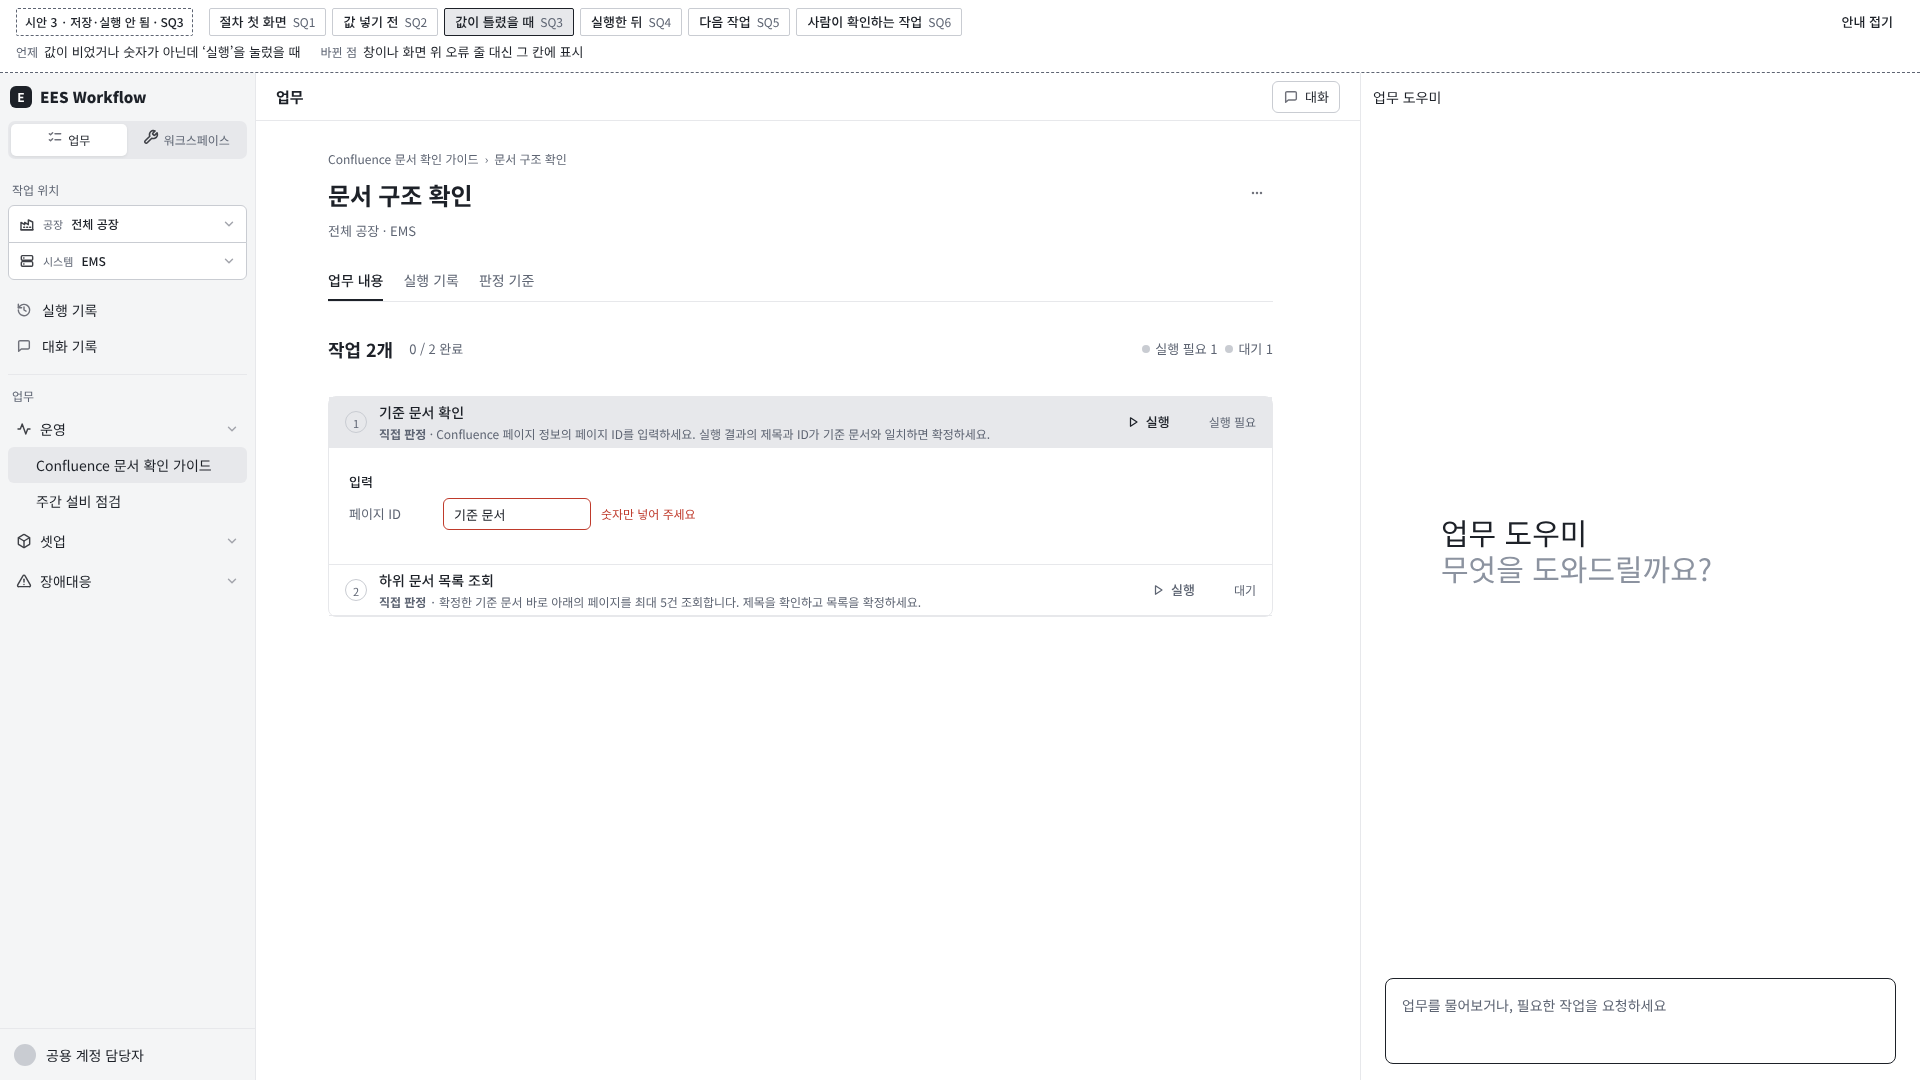 시안 3 · 저장·실행 안 됨 · SQ3
절차 첫 화면 SQ1
값 넣기 전 SQ2
값이 틀렸을 때 SQ3
실행한 뒤 SQ4
다음 작업 SQ5
사람이 확인하는 작업 SQ6
안내 접기
언제 값이 비었거나 숫자가 아닌데 ‘실행’을 눌렀을 때
바뀐 점 창이나 화면 위 오류 줄 대신 그 칸에 표시
E EES Workflow
업무
워크스페이스
작업 위치
공장 전체 공장
시스템 EMS
실행 기록
대화 기록
업무
운영
Confluence 문서 확인 가이드
주간 설비 점검
셋업
장애대응
공용 계정 담당자
업무
대화
Confluence 문서 확인 가이드 › 문서 구조 확인
문서 구조 확인
···
전체 공장 · EMS
업무 내용
실행 기록
판정 기준
작업 2개 0 / 2 완료
실행 필요 1
대기 1
1
기준 문서 확인
직접 판정 · Confluence 페이지 정보의 페이지 ID를 입력하세요. 실행 결과의 제목과 ID가 기준 문서와 일치하면 확정하세요.
실행
실행 필요
입력
페이지 ID
기준 문서
숫자만 넣어 주세요
2
하위 문서 목록 조회
직접 판정 · 확정한 기준 문서 바로 아래의 페이지를 최대 5건 조회합니다. 제목을 확인하고 목록을 확정하세요.
실행
대기
업무 도우미
업무 도우미
무엇을 도와드릴까요?
업무를 물어보거나, 필요한 작업을 요청하세요